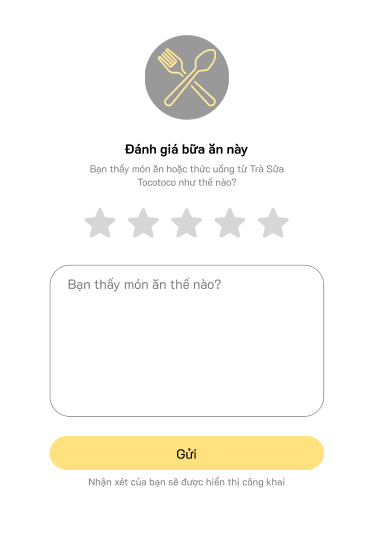 Đánh giá bữa ăn này
Bạn thấy món ăn hoặc thức uống từ Trà Sữa
Tocotoco như thế nào?
Bạn thấy món ăn thế nào?
Gửi
Nhận xét của bạn sẽ được hiển thị công khai